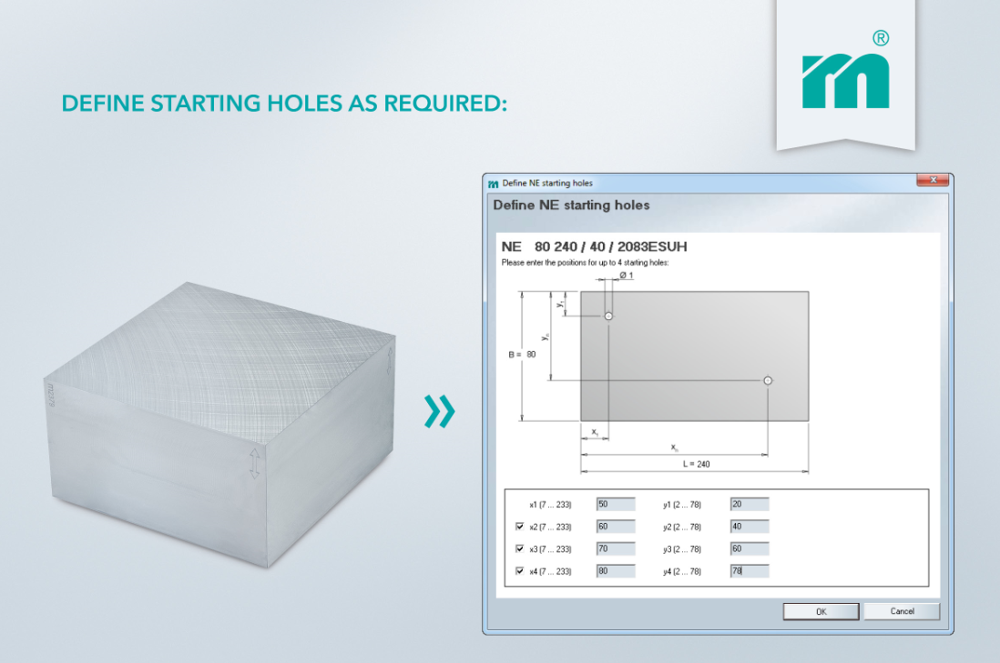 ®
m
DEFINE STARTING HOLES AS REQUIRED:
m Define NE starting holes x
Define NE starting holes
NE 80 240 / 40 / 2083ESUH
Please enter the positions for up to 4 starting holes:
Ø 1
y1
yn
B = 80
x1
xn
L = 240
x1 (7 ... 233) 50 y1 (2 ... 78) 20
x2 (7 ... 233) 60 y2 (2 ... 78) 40
x3 (7 ... 233) 70 y3 (2 ... 78) 60
x4 (7 ... 233) 80 y4 (2 ... 78) 78
OK Cancel